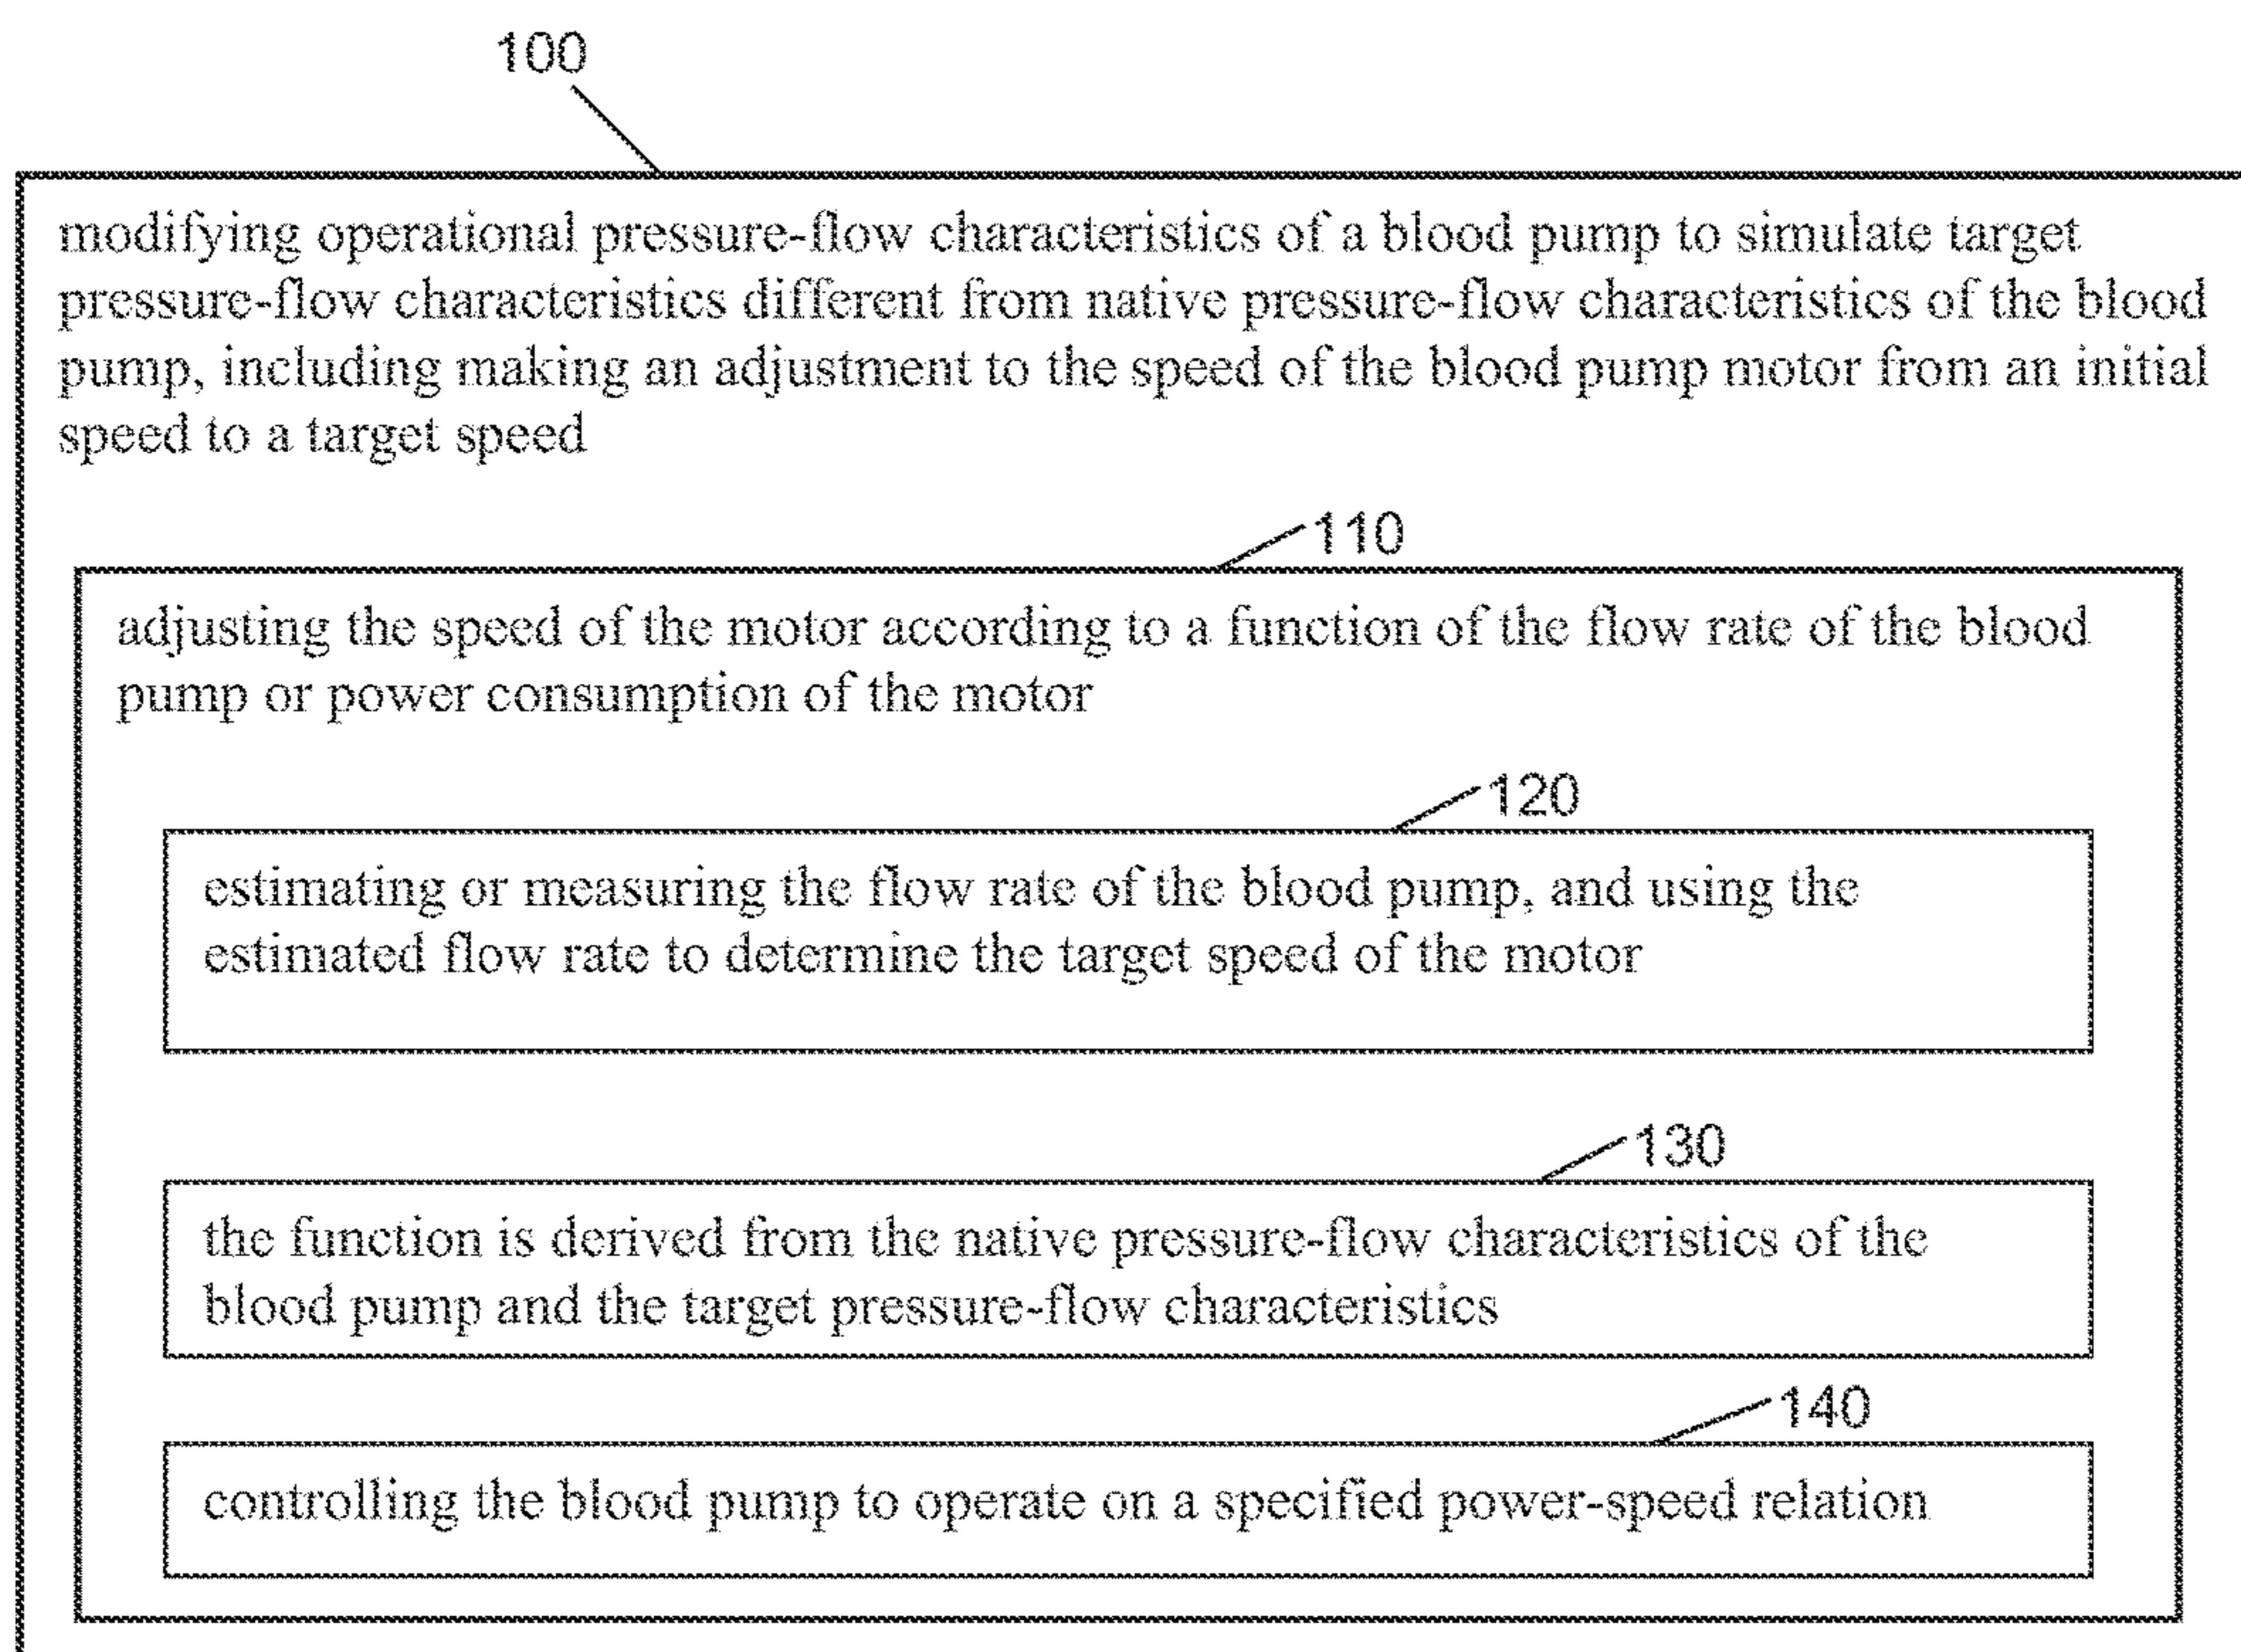 100
modifying operational pressure-flow characteristics of a blood pump to simulate target
pressure-flow characteristics different from native pressure-flow characteristics of the blood
pump, including making an adjustment to the speed of the blood pump motor from an initial
speed to a target speed
110
adjusting the speed of the motor according to a function of the flow rate of the blood
pump or power consumption of the motor
120
estimating or measuring the flow rate of the blood pump, and using the
estimated flow rate to determine the target speed of the motor
130
the function is derived from the native pressure-flow characteristics of the
blood pump and the target pressure-flow characteristics
140
controlling the blood pump to operate on a specified power-speed relation